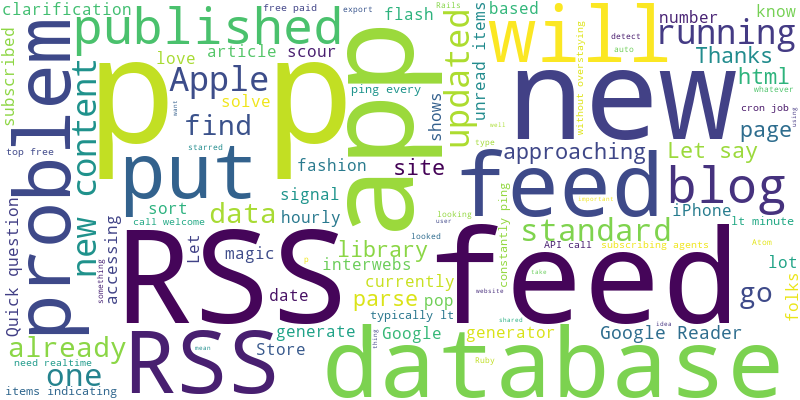 clarification
free paid
export
flash
Rails
based
number
know
published
scour
subscribed
problem
new content
p p
app
updated
unread items
will
without overstaying
detect
auto
running
Thanks
html
whatever
article
love
ping every
Apple
solve
shows
new
cron job
using
page
top free
want
find
well
put
starred
fashion
site
type
approaching
Let say
feed
blog
important
Quick question
sort
data
signal
hourly
call welcome
accessing
Let
magic
library
interwebs
looking
user
looked
constantly ping
standard
iPhone
lt minute
API call
subscribing agents
Atom
lot
something
RSS
feed
p
date
currently
parse
pop
typically lt
website
take
shared
go
folks
already
RSS
generate
Store
Google
generator
Google Reader
idea
need realtime
one
mean
thing
Ruby
database
items indicating